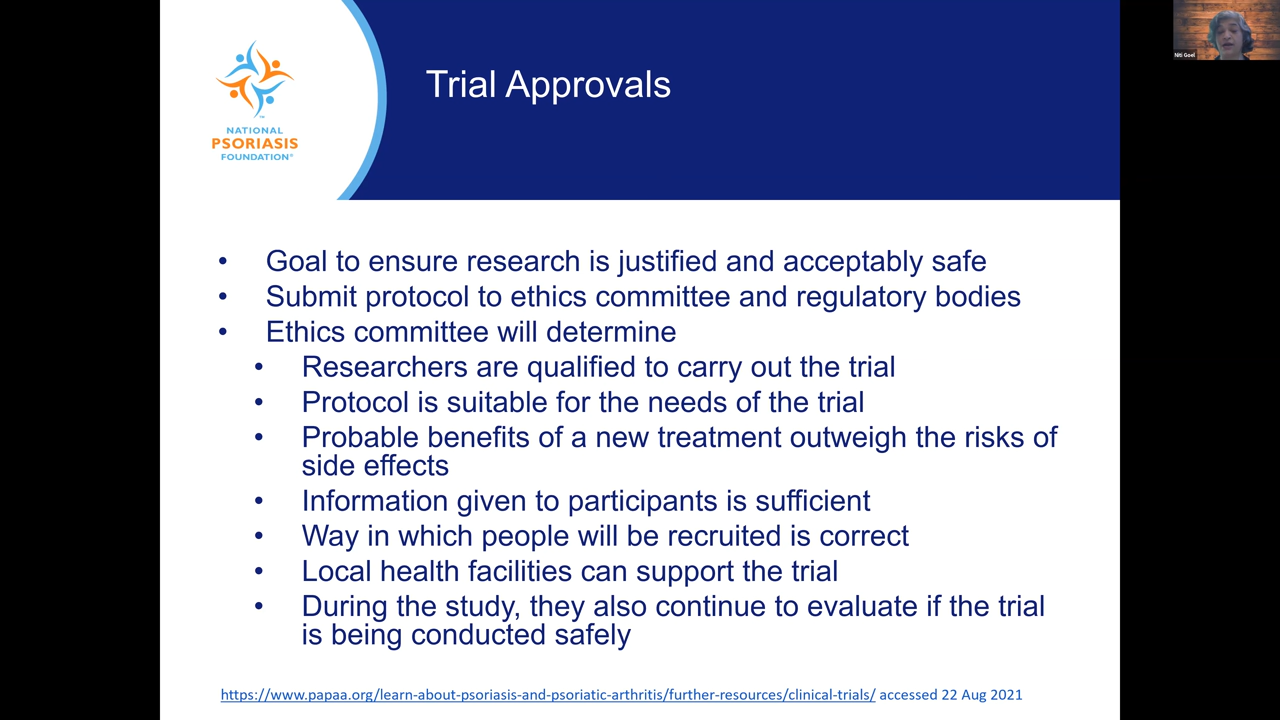 Niti Goel
Trial Approvals
NATIONAL
PSORIASIS
FOUNDATION®
• Goal to ensure research is justified and acceptably safe
• Submit protocol to ethics committee and regulatory bodies
• Ethics committee will determine
• Researchers are qualified to carry out the trial
• Protocol is suitable for the needs of the trial
• Probable benefits of a new treatment outweigh the risks of
side effects
• Information given to participants is sufficient
• Way in which people will be recruited is correct
• Local health facilities can support the trial
• During the study, they also continue to evaluate if the trial
is being conducted safely
https://www.papaa.org/learn-about-psoriasis-and-psoriatic-arthritis/further-resources/clinical-trials/ accessed 22 Aug 2021